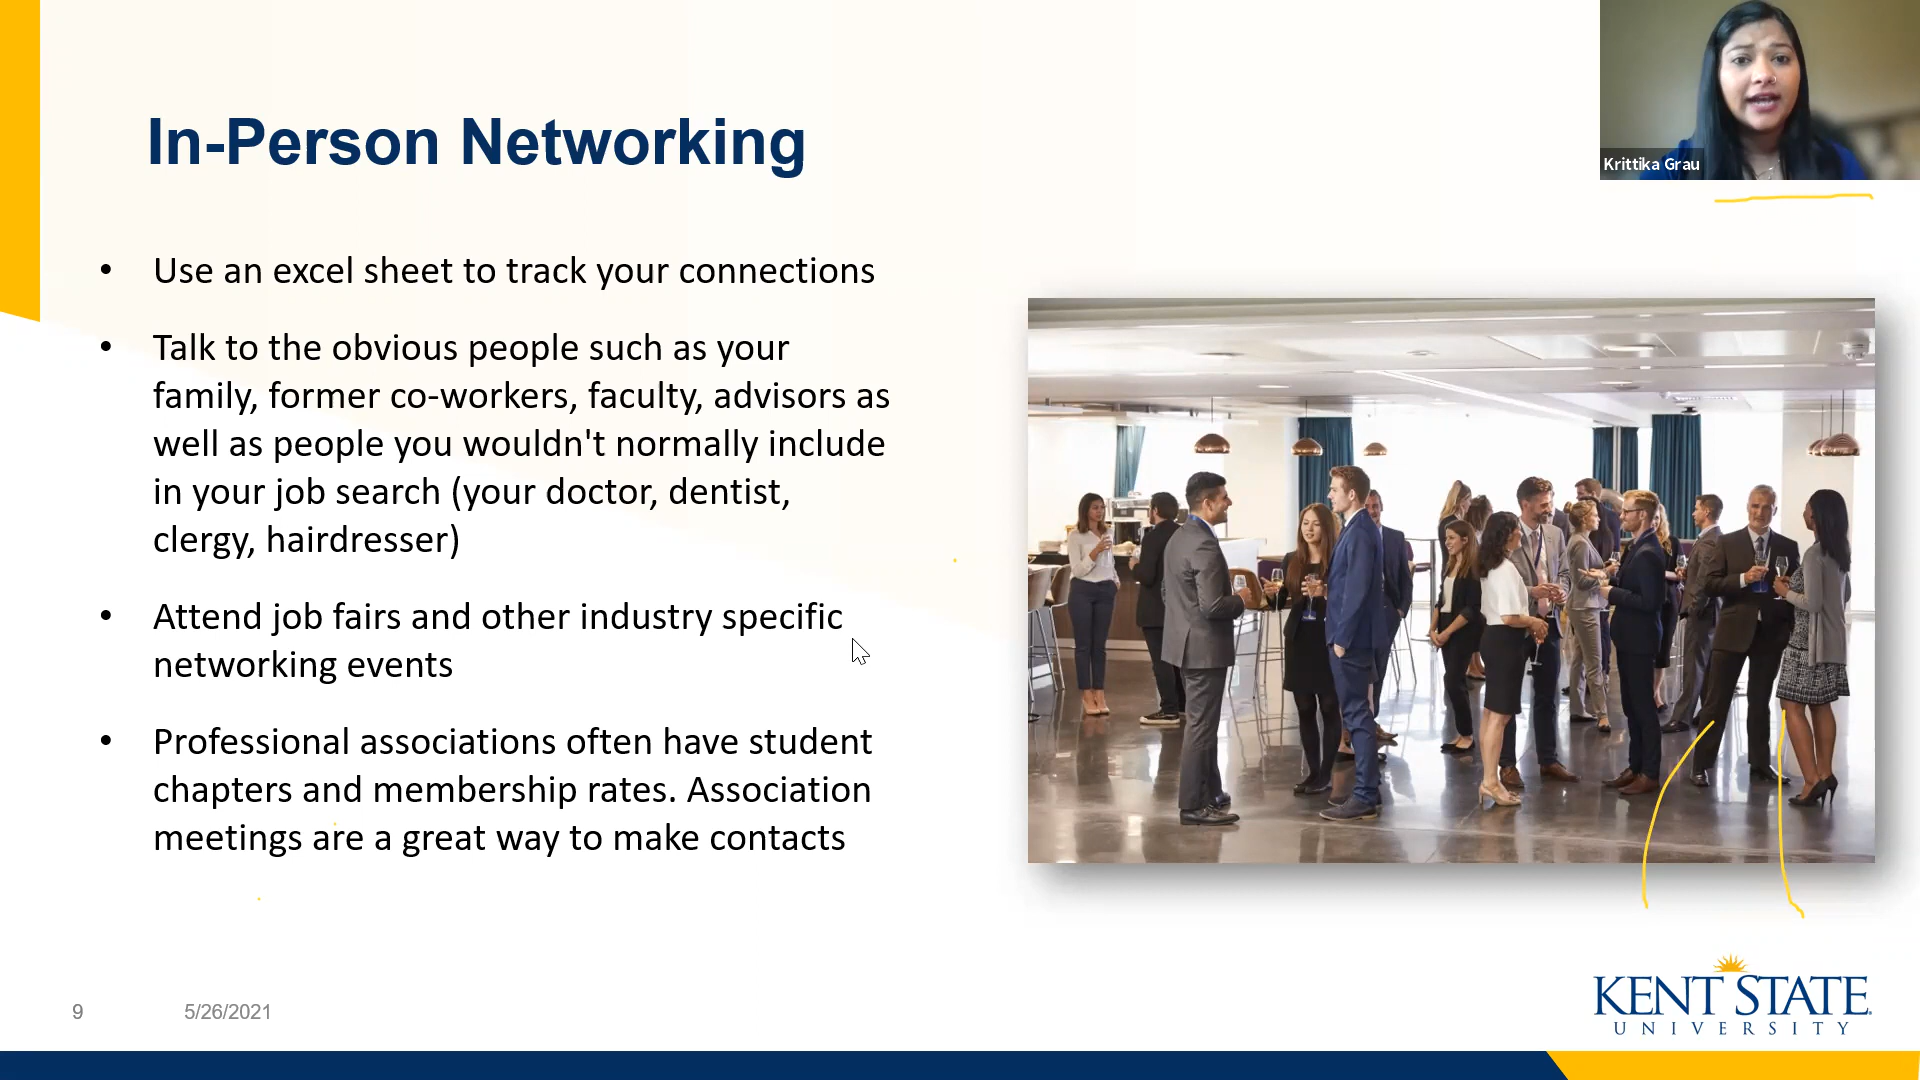 Krittika Grau
In-Person Networking
• Use an excel sheet to track your connections
• Talk to the obvious people such as your
family, former co-workers, faculty, advisors as
well as people you wouldn't normally include
in your job search (your doctor, dentist,
clergy, hairdresser)
• Attend job fairs and other industry specific
networking events
• Professional associations often have student
chapters and membership rates. Association
meetings are a great way to make contacts
9 5/26/2021
KENT STATE
UNIVERSITY